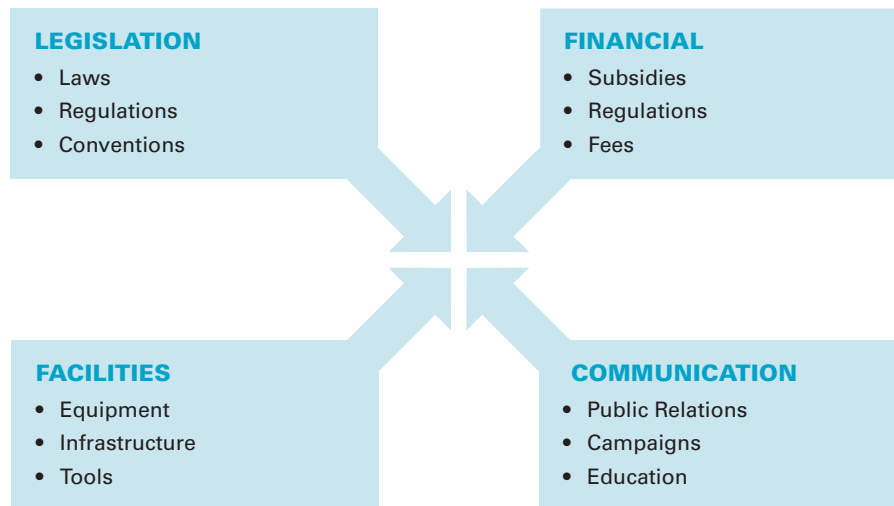 LEGISLATION
• Laws
• Regulations
• Conventions
FINANCIAL
• Subsidies
• Regulations
• Fees
FACILITIES
• Equipment
• Infrastructure
• Tools
COMMUNICATION
• Public Relations
• Campaigns
• Education